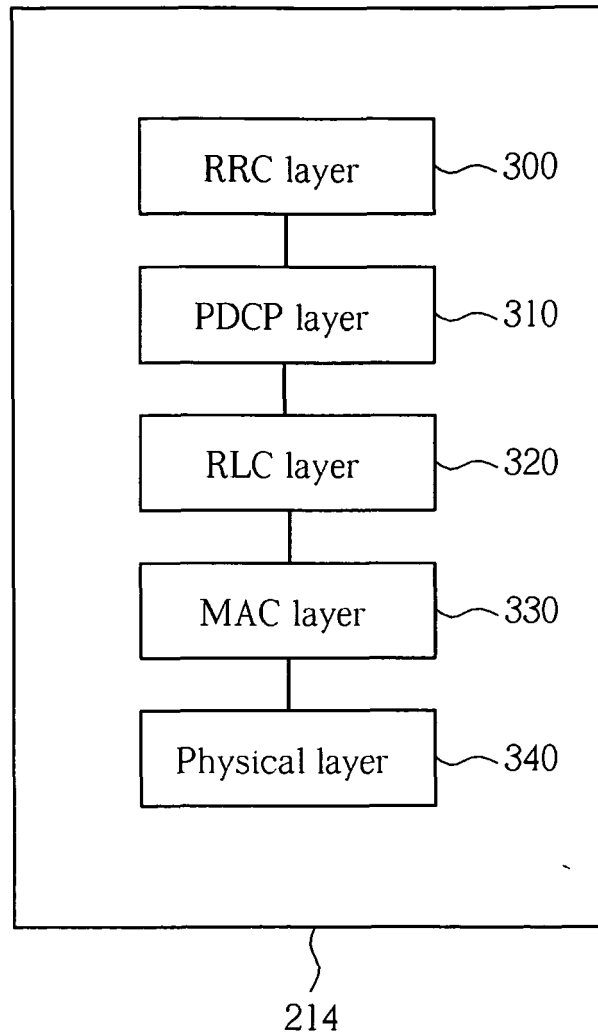 RRC layer 300
PDCP layer 310
RLC layer 320
MAC layer 330
Physical layer 340
214